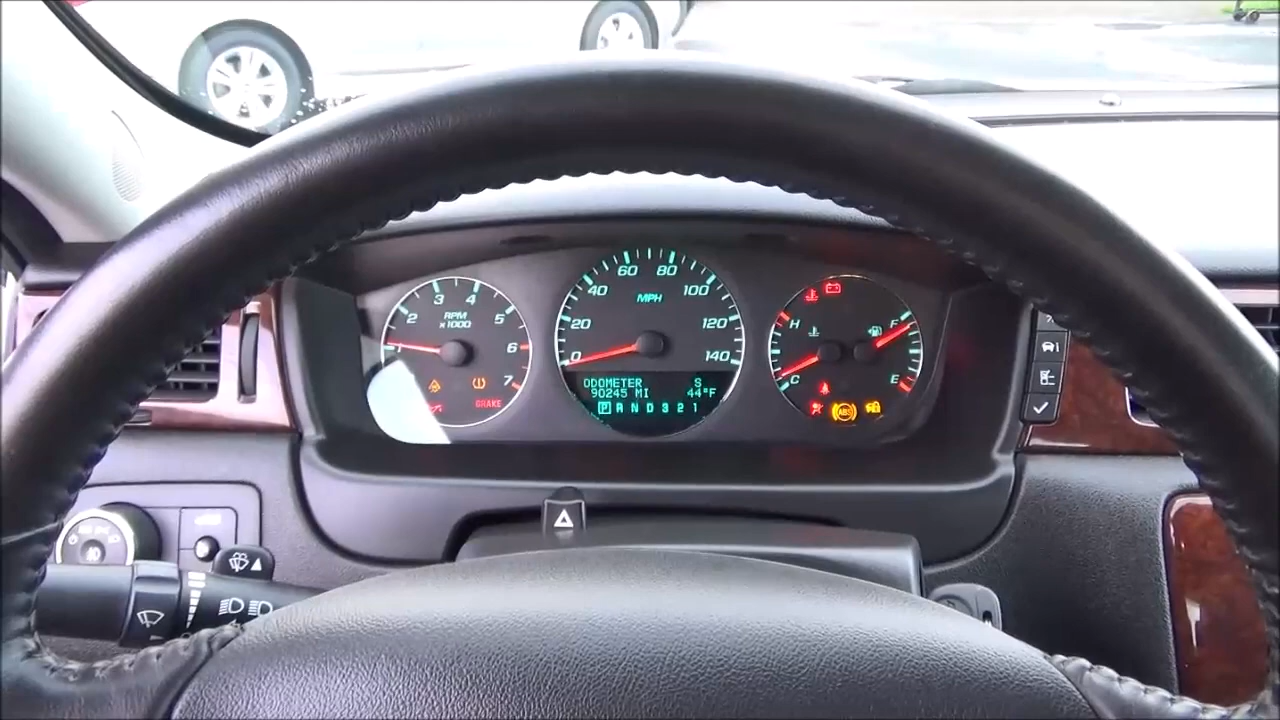 1 2 3 4 5 6 7
RPM
x1000
BRAKE
0 20 40 60 80 100 120 140
MPH
ODOMETER S
90245 MI 44°F
P R N D 3 2 1
H
C
F
E
ABS